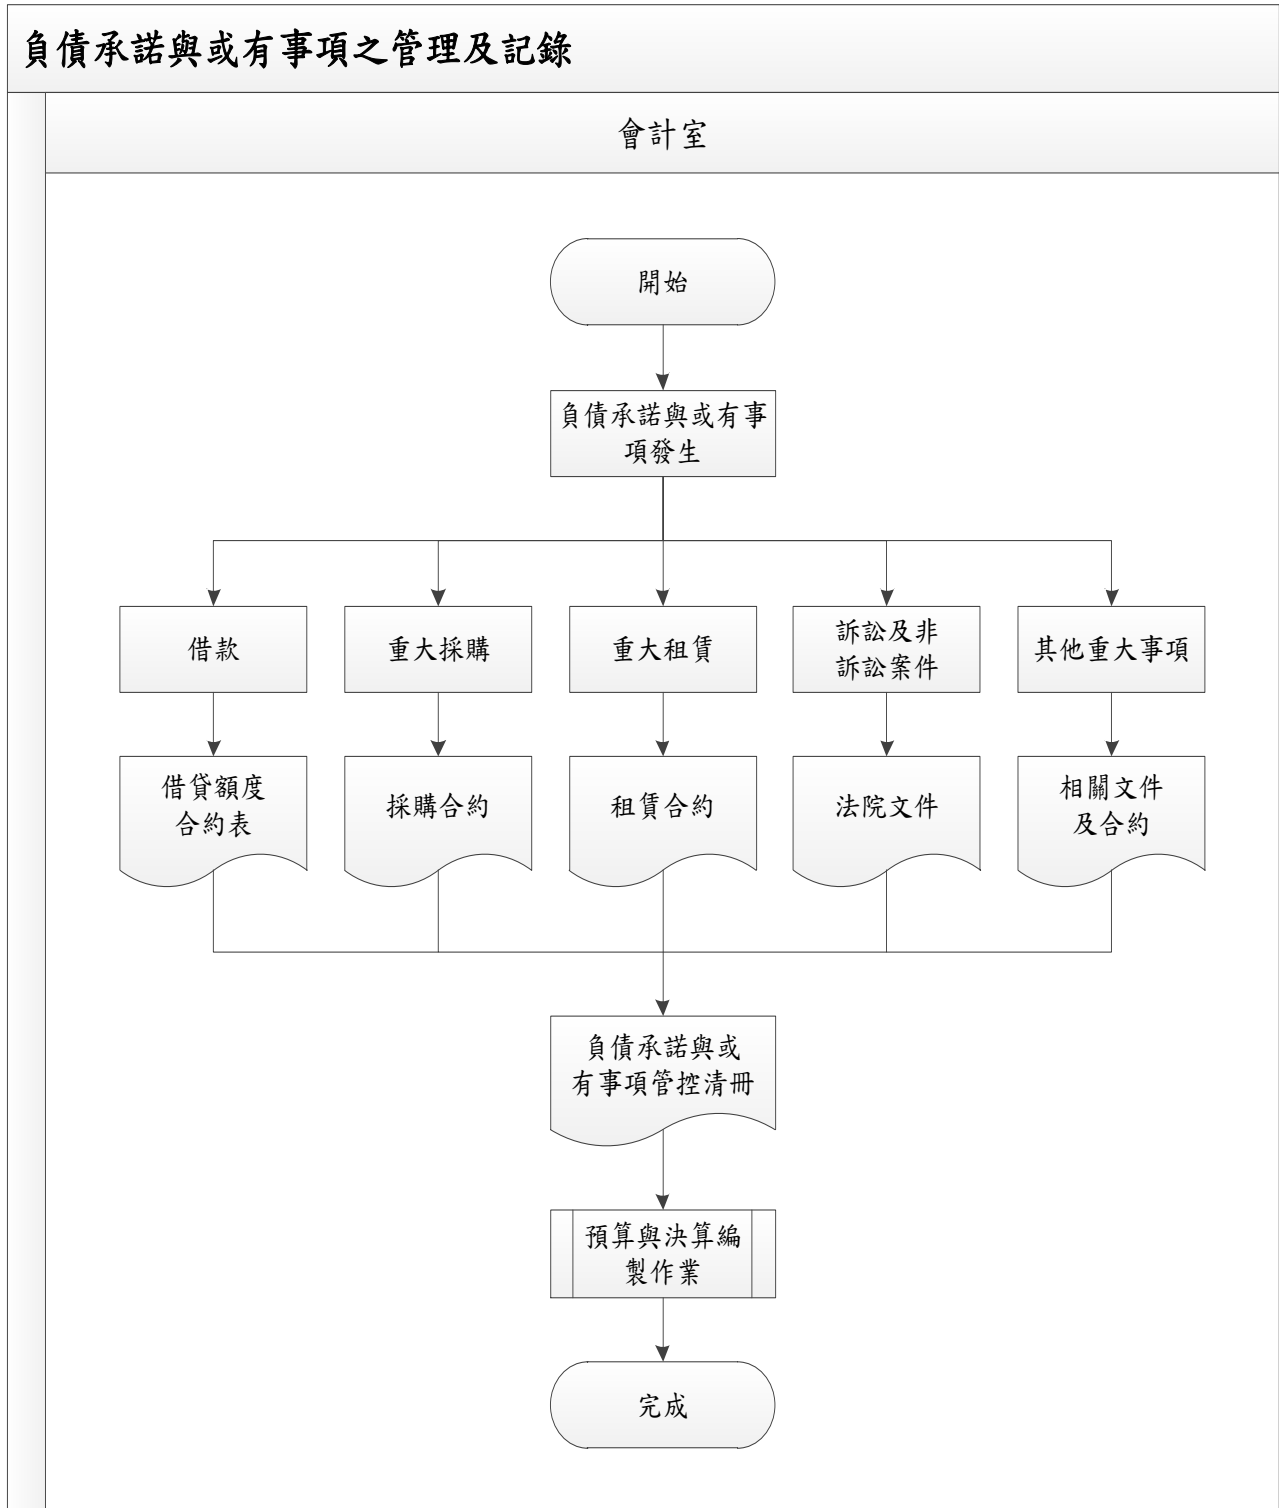 負債承諾與或有事項之管理及記錄
會計室
開始
負債承諾與或有事
項發生
借款
重大採購
重大租賃
訴訟及非
訴訟案件
其他重大事項
借貸額度
合約表
採購合約
租賃合約
法院文件
相關文件
及合約
負債承諾與或
有事項管控清冊
預算與決算編
製作業
完成